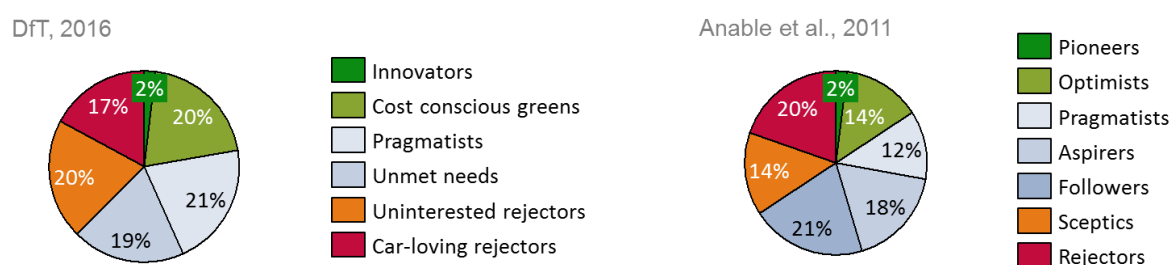 DfT, 2016
2%
20%
21%
19%
20%
17%
Innovators
Cost conscious greens
Pragmatists
Unmet needs
Uninterested rejectors
Car-loving rejectors
Anable et al., 2011
2%
14%
12%
18%
21%
14%
20%
Pioneers
Optimists
Pragmatists
Aspirers
Followers
Sceptics
Rejectors